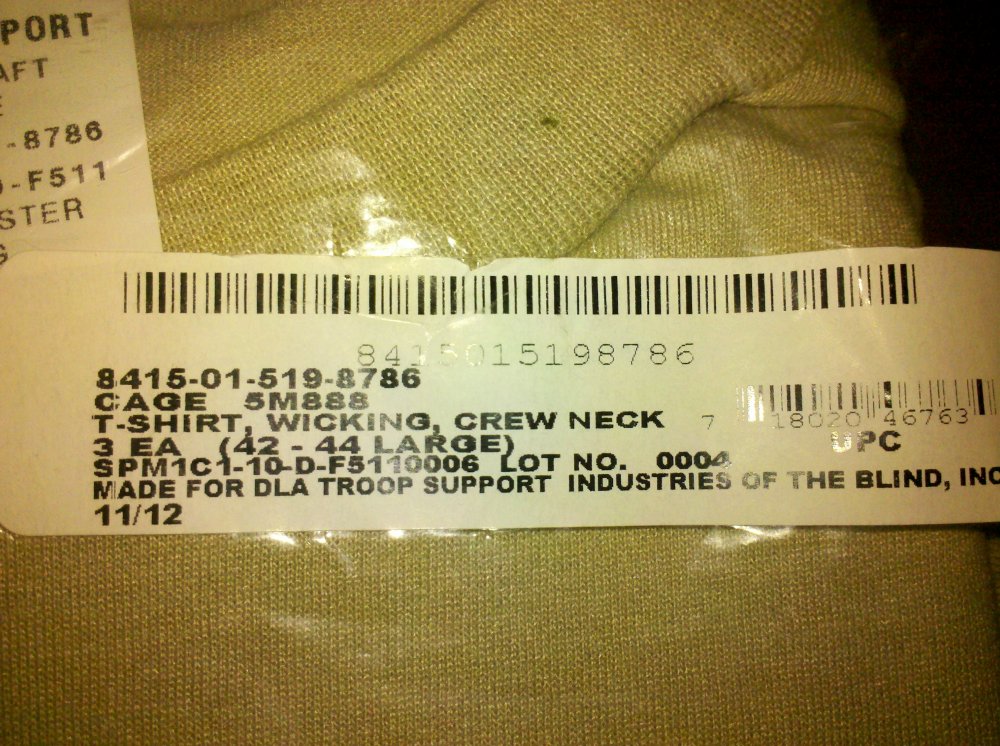 PORT
AFT
E
-8786
-F511
STER
G
8415015198786
8415-01-519-8786
CAGE 5M888
T-SHIRT, WICKING, CREW NECK
7 18020 46763
3 EA (42 - 44 LARGE)
UPC
SPM1C1-10-D-F5110006 LOT NO. 0004
MADE FOR DLA TROOP SUPPORT INDUSTRIES OF THE BLIND, INC
11/12